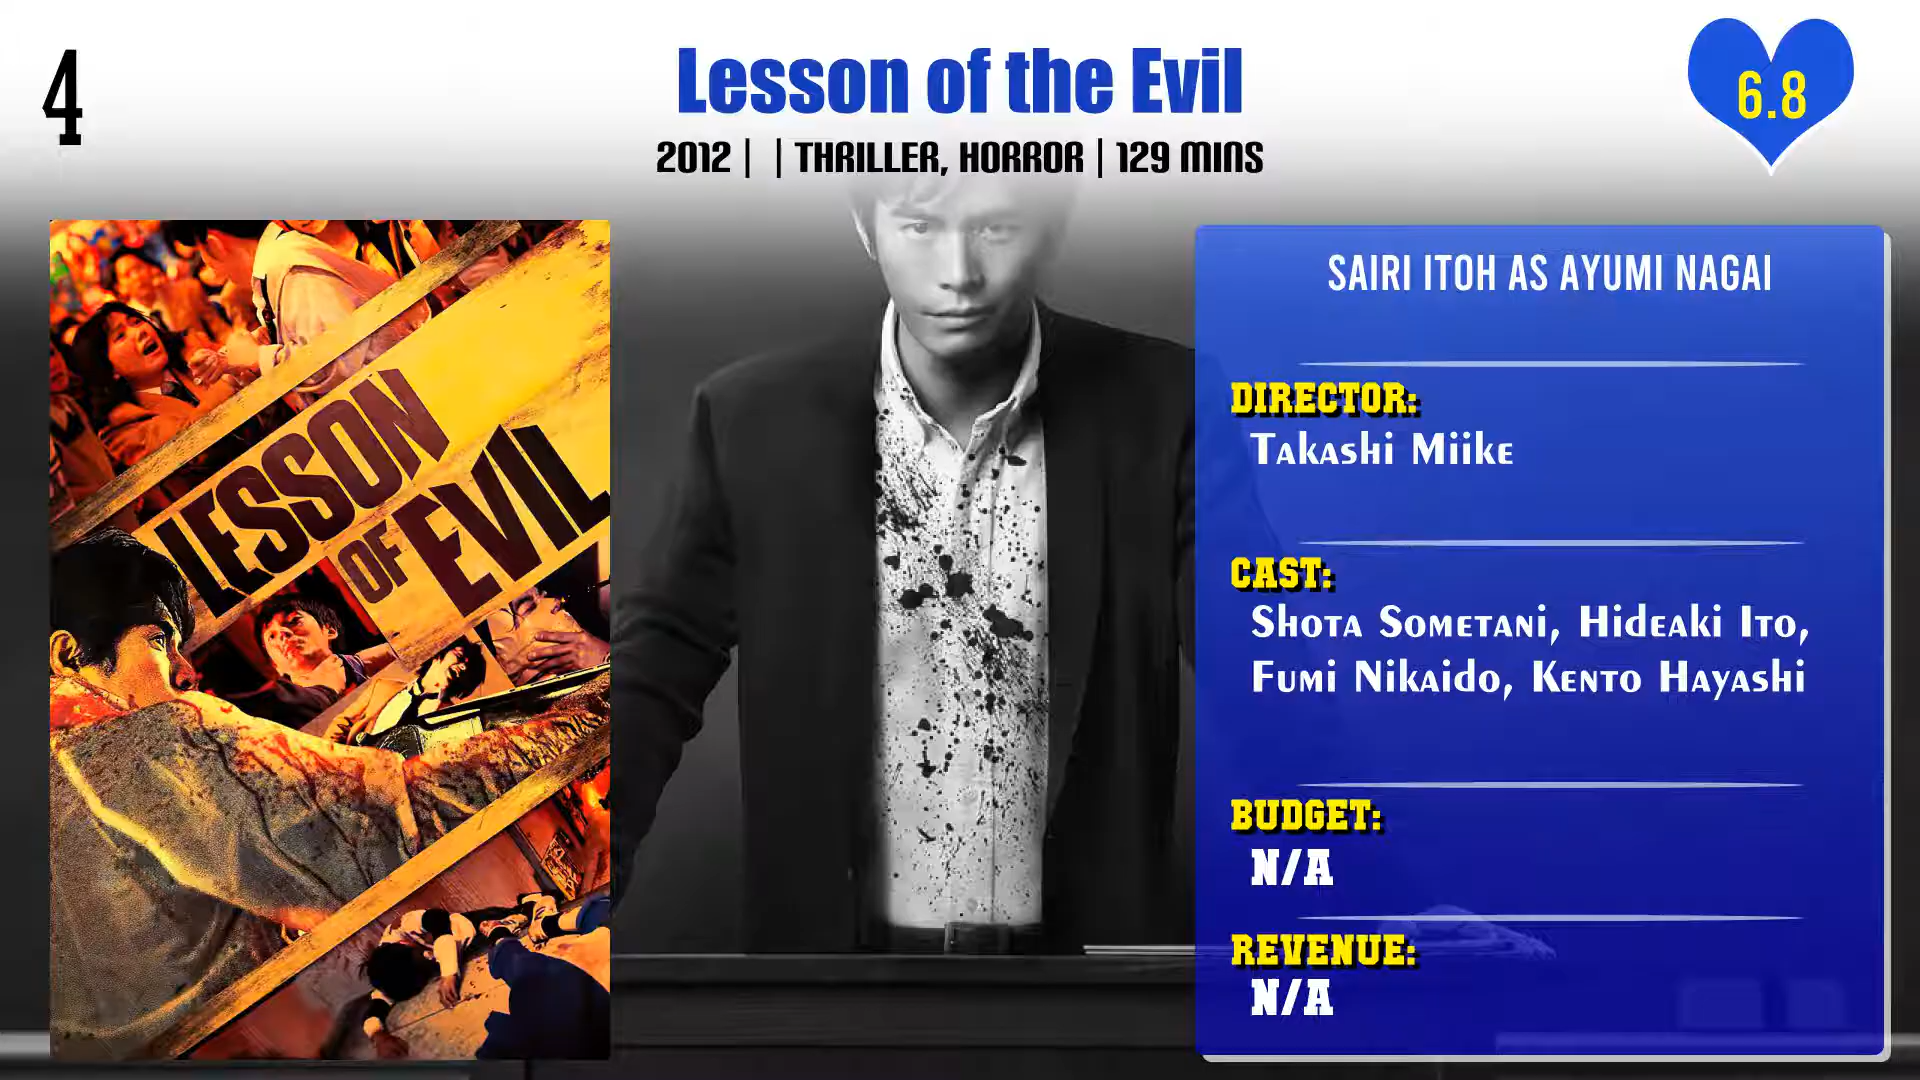 4
Lesson of the Evil
6.8
2012 | | THRILLER, HORROR | 129 MINS
LESSON
OF EVIL
SAIRI ITOH AS AYUMI NAGAI
DIRECTOR:
Takashi Miike
CAST:
Shota Sometani, Hideaki Ito,
Fumi Nikaido, Kento Hayashi
BUDGET:
N/A
REVENUE:
N/A